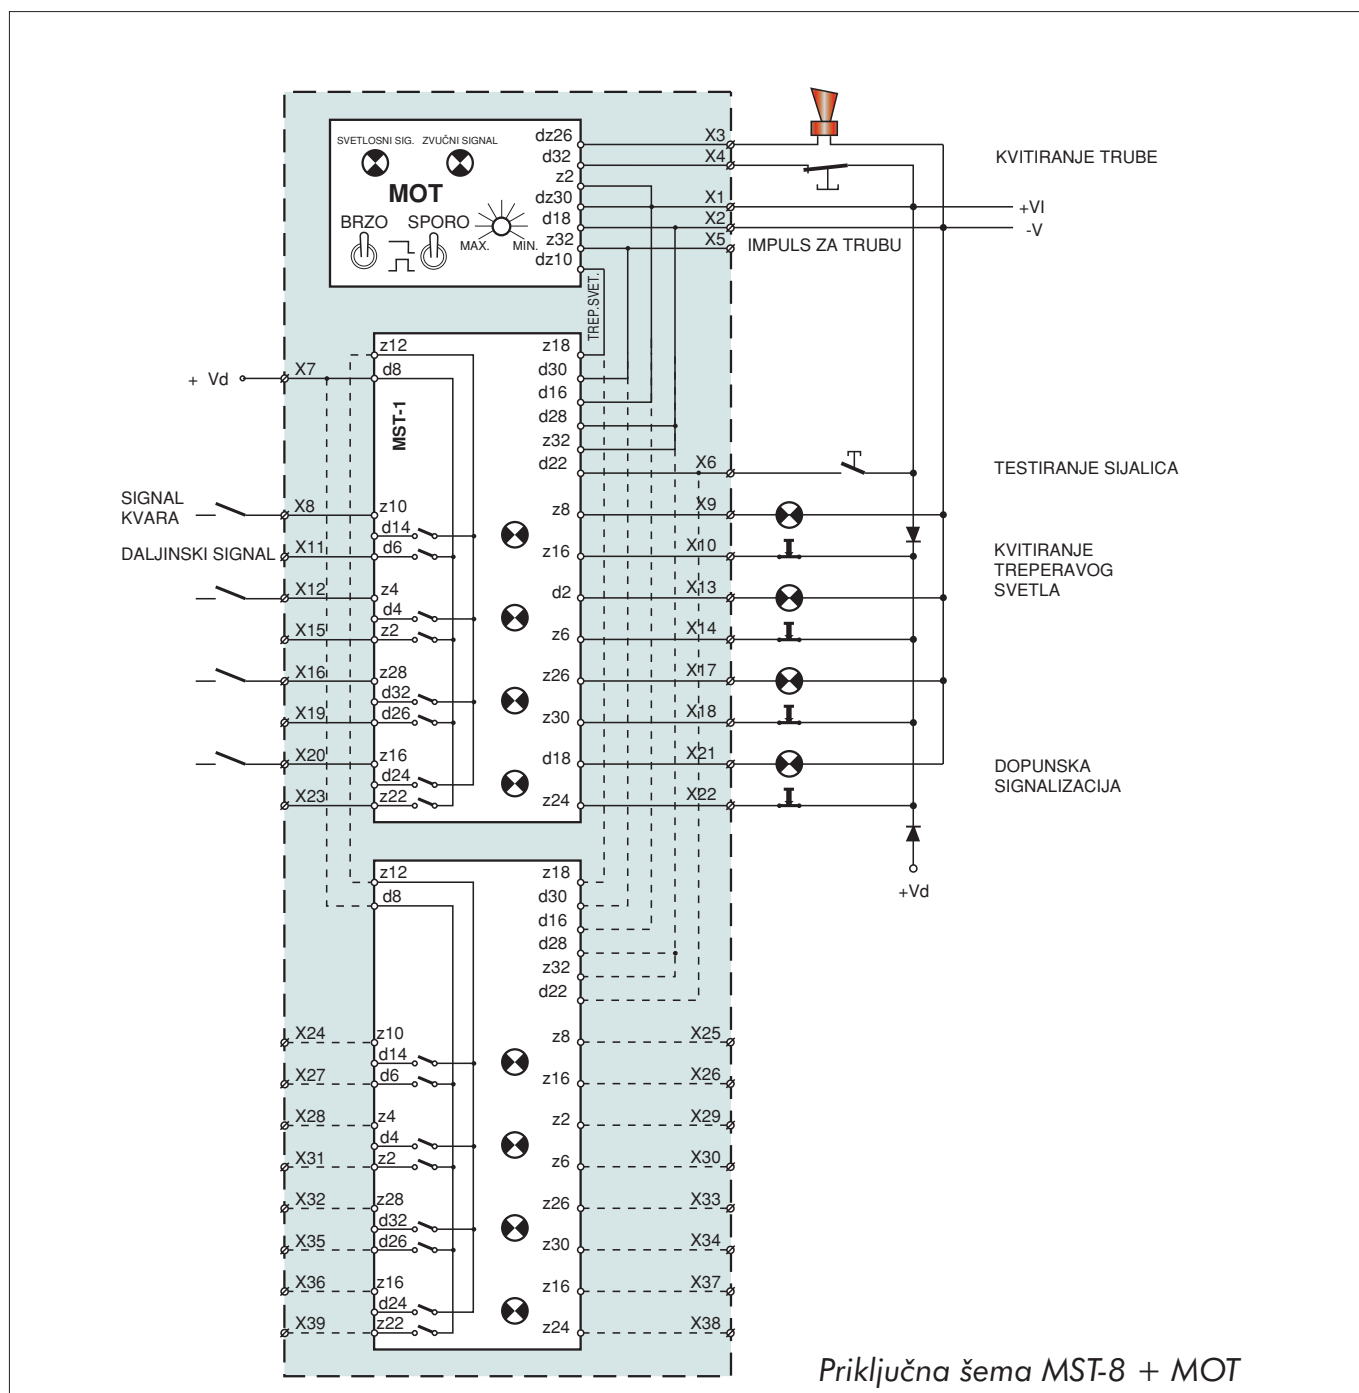 SVETLOSNI SIG. ZVUČNI SIGNAL
MOT
BRZO SPORO
MAX. MIN.
dz26
d32
z2
dz30
d18
z32
dz10
X3
X4
X1
X2
X5
KVITIRANJE TRUBE
+VI
-V
IMPULS ZA TRUBU
TREP.SVET.
+ Vd
X7
z12
d8
MST-1
z18
d30
d16
d28
z32
d22
X6
TESTIRANJE SIJALICA
SIGNAL
KVARA
X8
z10
d14
DALJINSKI SIGNAL
X11
d6
X12
z4
d4
X15
z2
X16
z28
d32
X19
d26
X20
z16
d24
X23
z22
z8
X9
z16
X10
d2
X13
z6
X14
z26
X17
z30
X18
d18
X21
z24
X22
KVITIRANJE
TREPERAVOG
SVETLA
DOPUNSKA
SIGNALIZACIJA
+Vd
z12
d8
z18
d30
d16
d28
z32
d22
X24
z10
d14
X27
d6
X28
z4
d4
X31
z2
X32
z28
d32
X35
d26
X36
z16
d24
X39
z22
z8
X25
z16
X26
z2
X29
z6
X30
z26
X33
z30
X34
z16
X37
z24
X38
Priključna šema MST-8 + MOT